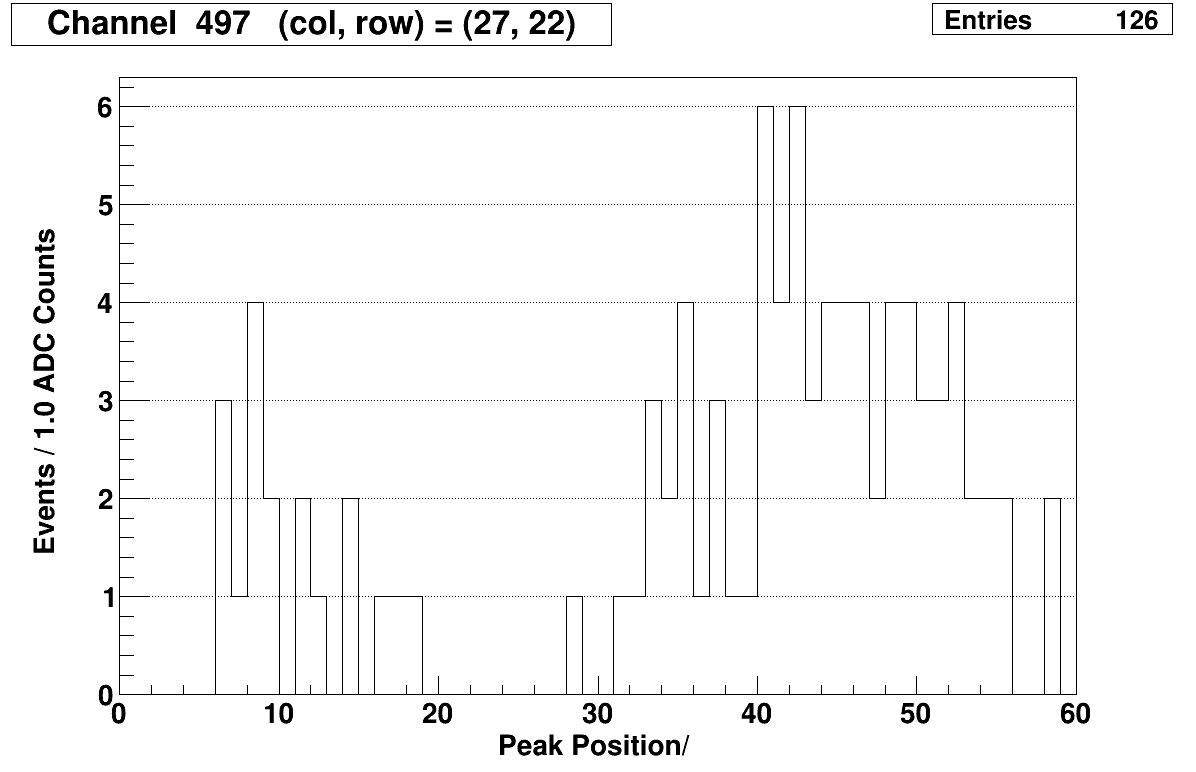 Channel 497 (col, row) = (27, 22)
Entries 126
6
5
4
3
2
1
0
Events / 1.0 ADC Counts
0 10 20 30 40 50 60
Peak Position/